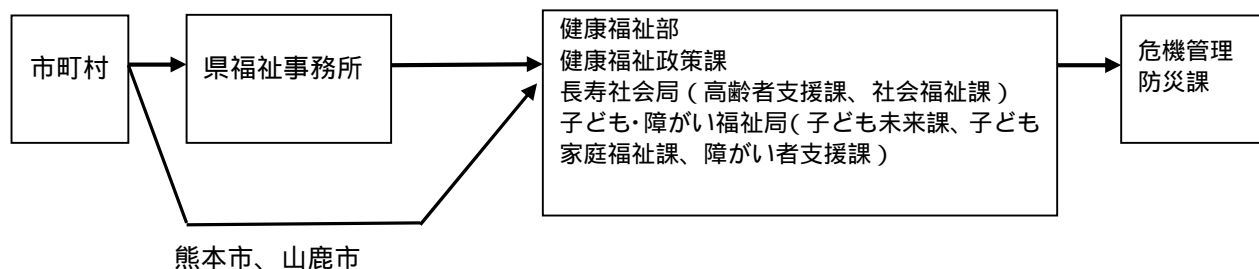 市町村
県福祉事務所
健康福祉部
健康福祉政策課
長寿社会局(高齢者支援課、社会福祉課)
子ども・障がい福祉局(子ども未来課、子ども
家庭福祉課、障がい者支援課)
危機管理
防災課
熊本市、山鹿市